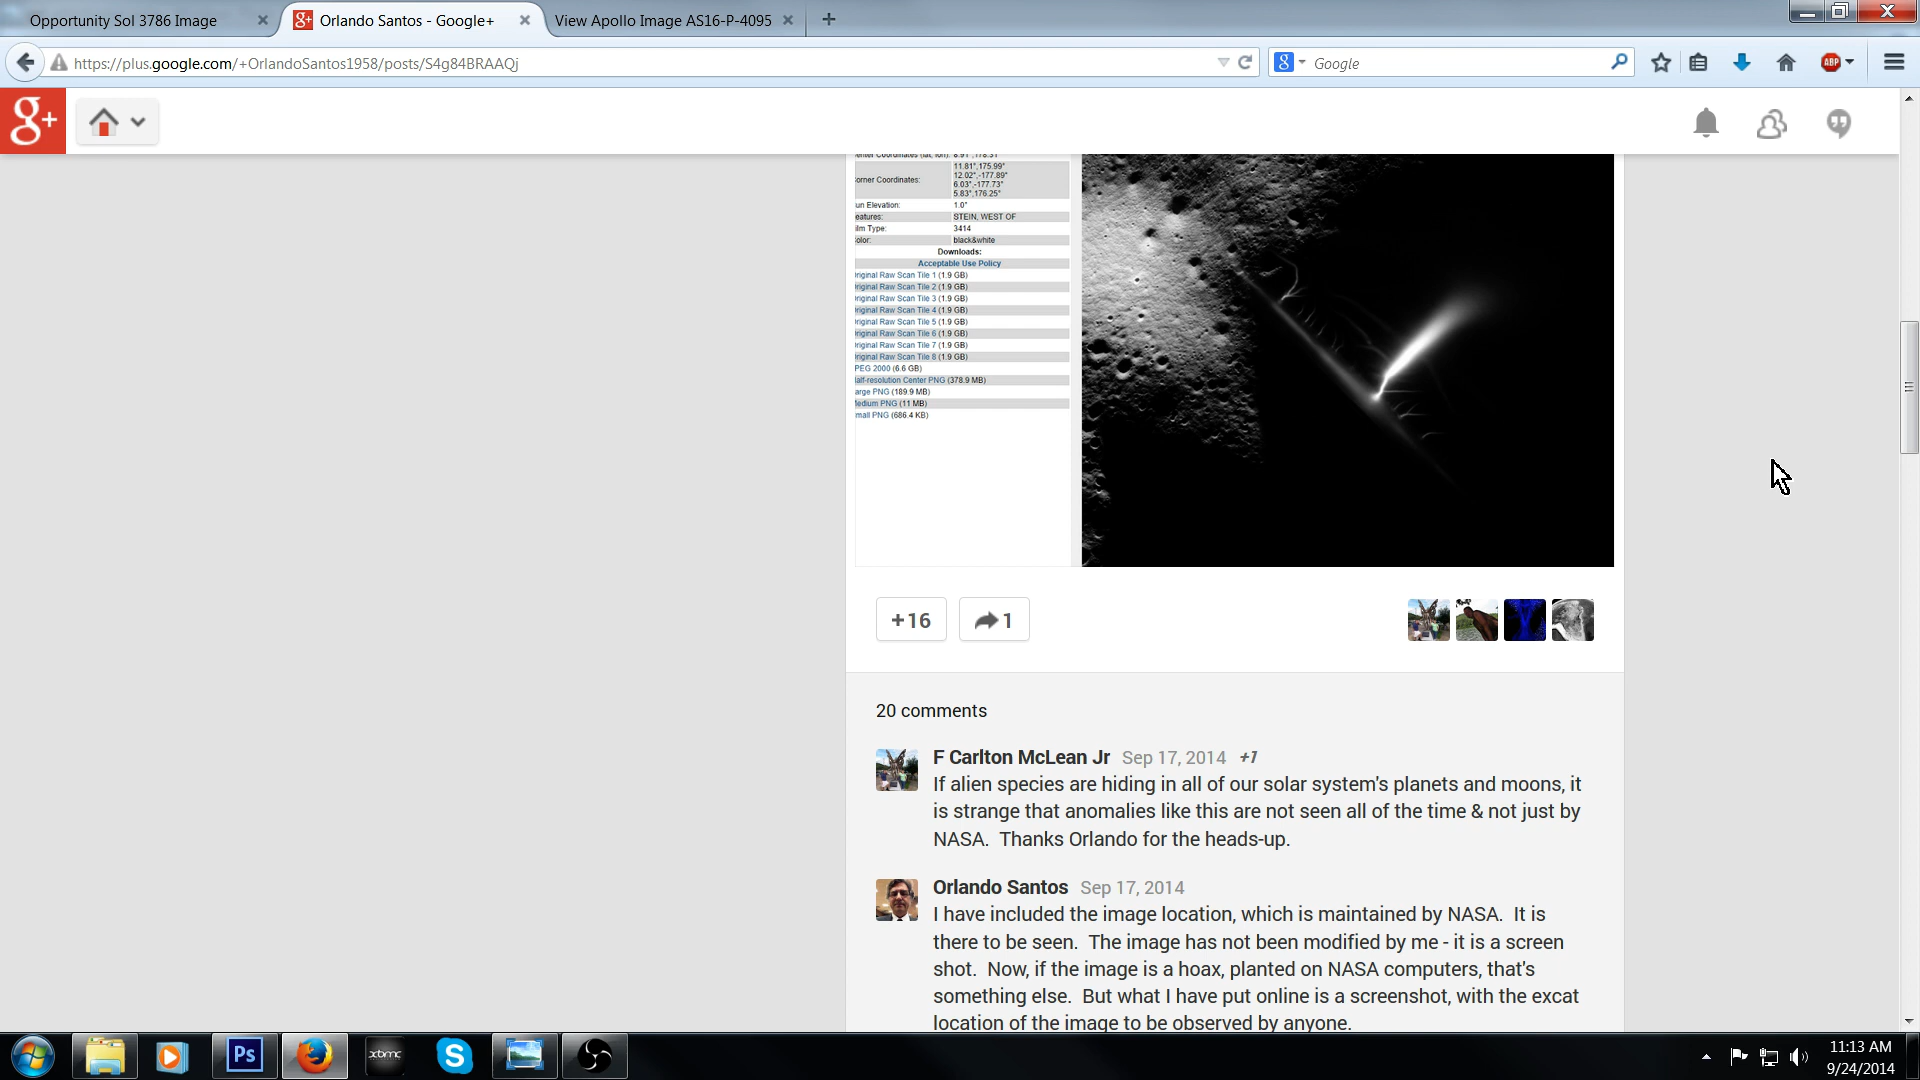 Opportunity Sol 3786 Image
Orlando Santos - Google+
View Apollo Image AS16-P-4095
https://plus.google.com/+OrlandoSantos1958/posts/S4g84BRAAQj
Google
ABP
g+
enter Coordinates (lat, lon): 8.91°,178.31°
orner Coordinates:
11.81°,175.99°
12.02°,-177.89°
6.03°,-177.73°
5.83°,176.25°
un Elevation: 1.0°
eatures: STEIN, WEST OF
ilm Type: 3414
olor: black&white
Downloads:
Acceptable Use Policy
riginal Raw Scan Tile 1 (1.9 GB)
riginal Raw Scan Tile 2 (1.9 GB)
riginal Raw Scan Tile 3 (1.9 GB)
riginal Raw Scan Tile 4 (1.9 GB)
riginal Raw Scan Tile 5 (1.9 GB)
riginal Raw Scan Tile 6 (1.9 GB)
riginal Raw Scan Tile 7 (1.9 GB)
riginal Raw Scan Tile 8 (1.9 GB)
PEG 2000 (6.6 GB)
alf-resolution Center PNG (378.9 MB)
arge PNG (189.9 MB)
edium PNG (11 MB)
mall PNG (686.4 KB)
+16
1
20 comments
F Carlton McLean Jr Sep 17, 2014 +1
If alien species are hiding in all of our solar system's planets and moons, it
is strange that anomalies like this are not seen all of the time & not just by
NASA. Thanks Orlando for the heads-up.
Orlando Santos Sep 17, 2014
I have included the image location, which is maintained by NASA. It is
there to be seen. The image has not been modified by me - it is a screen
shot. Now, if the image is a hoax, planted on NASA computers, that's
something else. But what I have put online is a screenshot, with the excat
location of the image to be observed by anyone.
Ps
xbmc
11:13 AM
9/24/2014